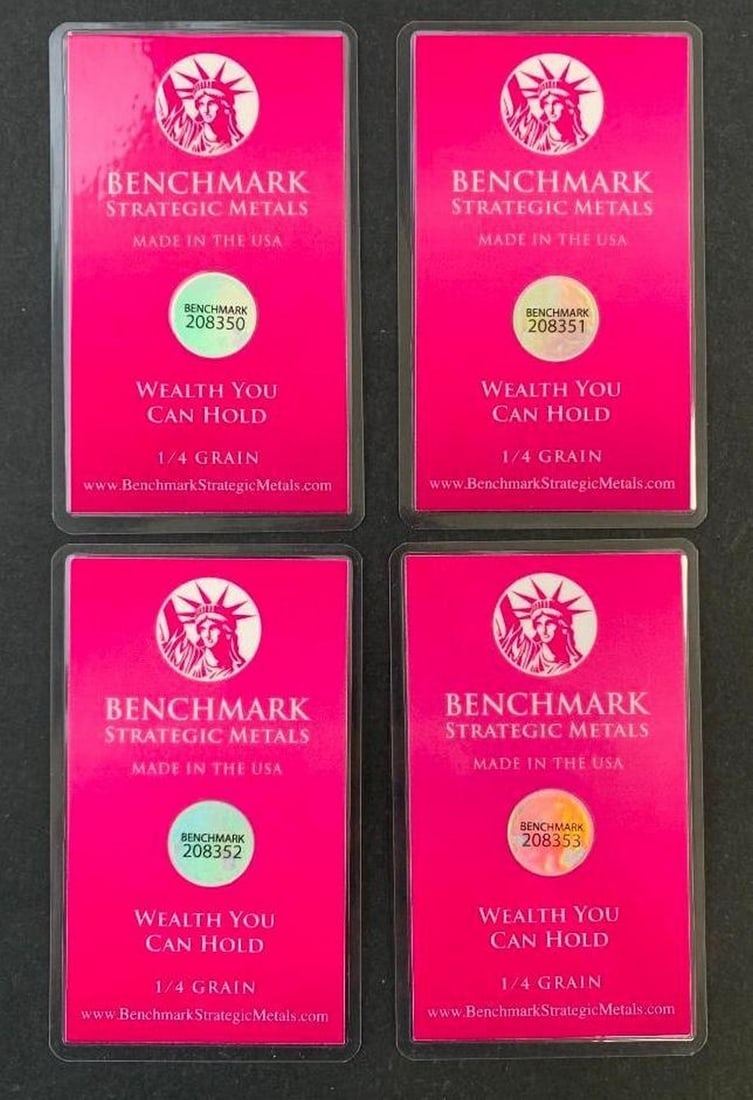 BENCHMARK
STRATEGIC METALS
MADE IN THE USA
BENCHMARK
208350
WEALTH YOU
CAN HOLD
1/4 GRAIN
www.BenchmarkStrategicMetals.com
BENCHMARK
STRATEGIC METALS
MADE IN THE USA
BENCHMARK
208351
WEALTH YOU
CAN HOLD
1/4 GRAIN
www.BenchmarkStrategicMetals.com
BENCHMARK
STRATEGIC METALS
MADE IN THE USA
BENCHMARK
208352
WEALTH YOU
CAN HOLD
1/4 GRAIN
www.BenchmarkStrategicMetals.com
BENCHMARK
STRATEGIC METALS
MADE IN THE USA
BENCHMARK
208353
WEALTH YOU
CAN HOLD
1/4 GRAIN
www.BenchmarkStrategicMetals.com